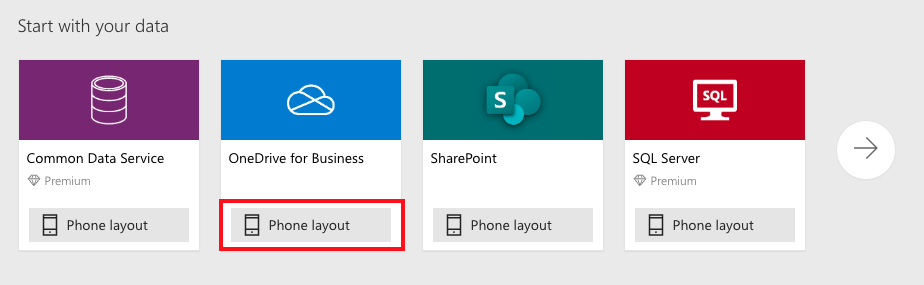 Start with your data
Common Data Service
Premium
Phone layout
OneDrive for Business
Phone layout
S
SharePoint
Phone layout
SQL
SQL Server
Premium
Phone layout